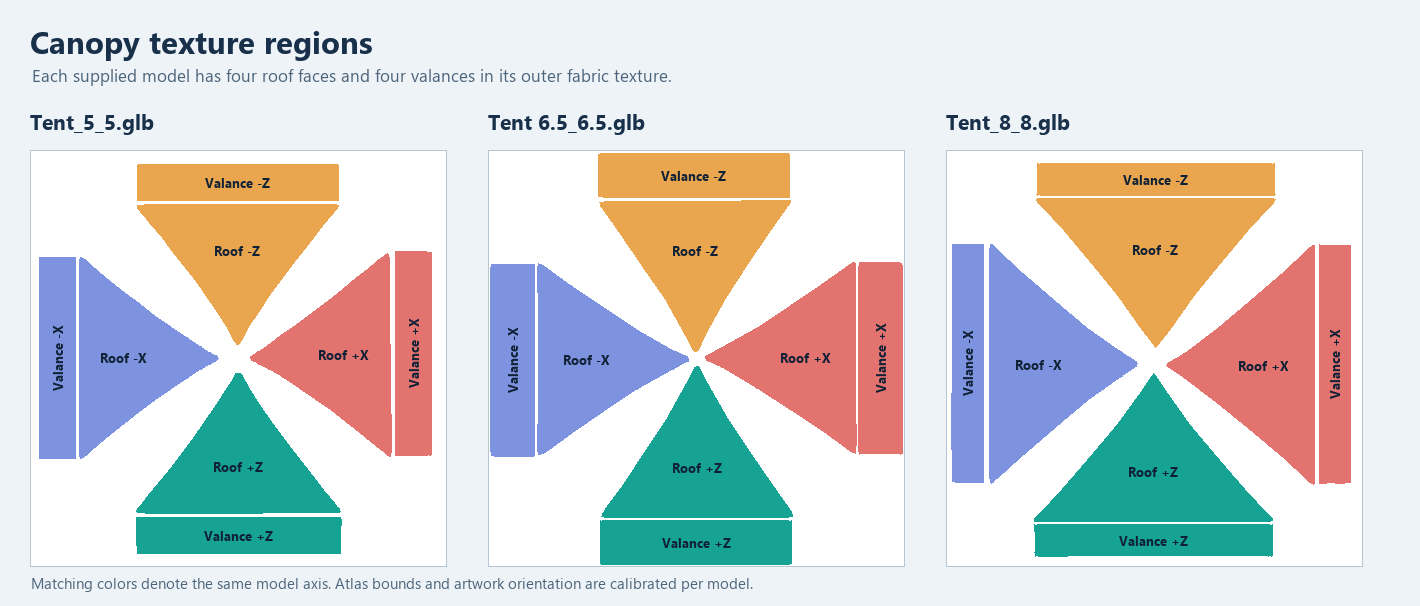 Canopy texture regions
Each supplied model has four roof faces and four valances in its outer fabric texture.
Tent_5_5.glb
Valance -Z
Roof -Z
Valance -X
Roof -X
Roof +X
Valance +X
Roof +Z
Valance +Z
Tent 6.5_6.5.glb
Valance -Z
Roof -Z
Valance -X
Roof -X
Roof +X
Valance +X
Roof +Z
Valance +Z
Tent_8_8.glb
Valance -Z
Roof -Z
Valance -X
Roof -X
Roof +X
Valance +X
Roof +Z
Valance +Z
Matching colors denote the same model axis. Atlas bounds and artwork orientation are calibrated per model.